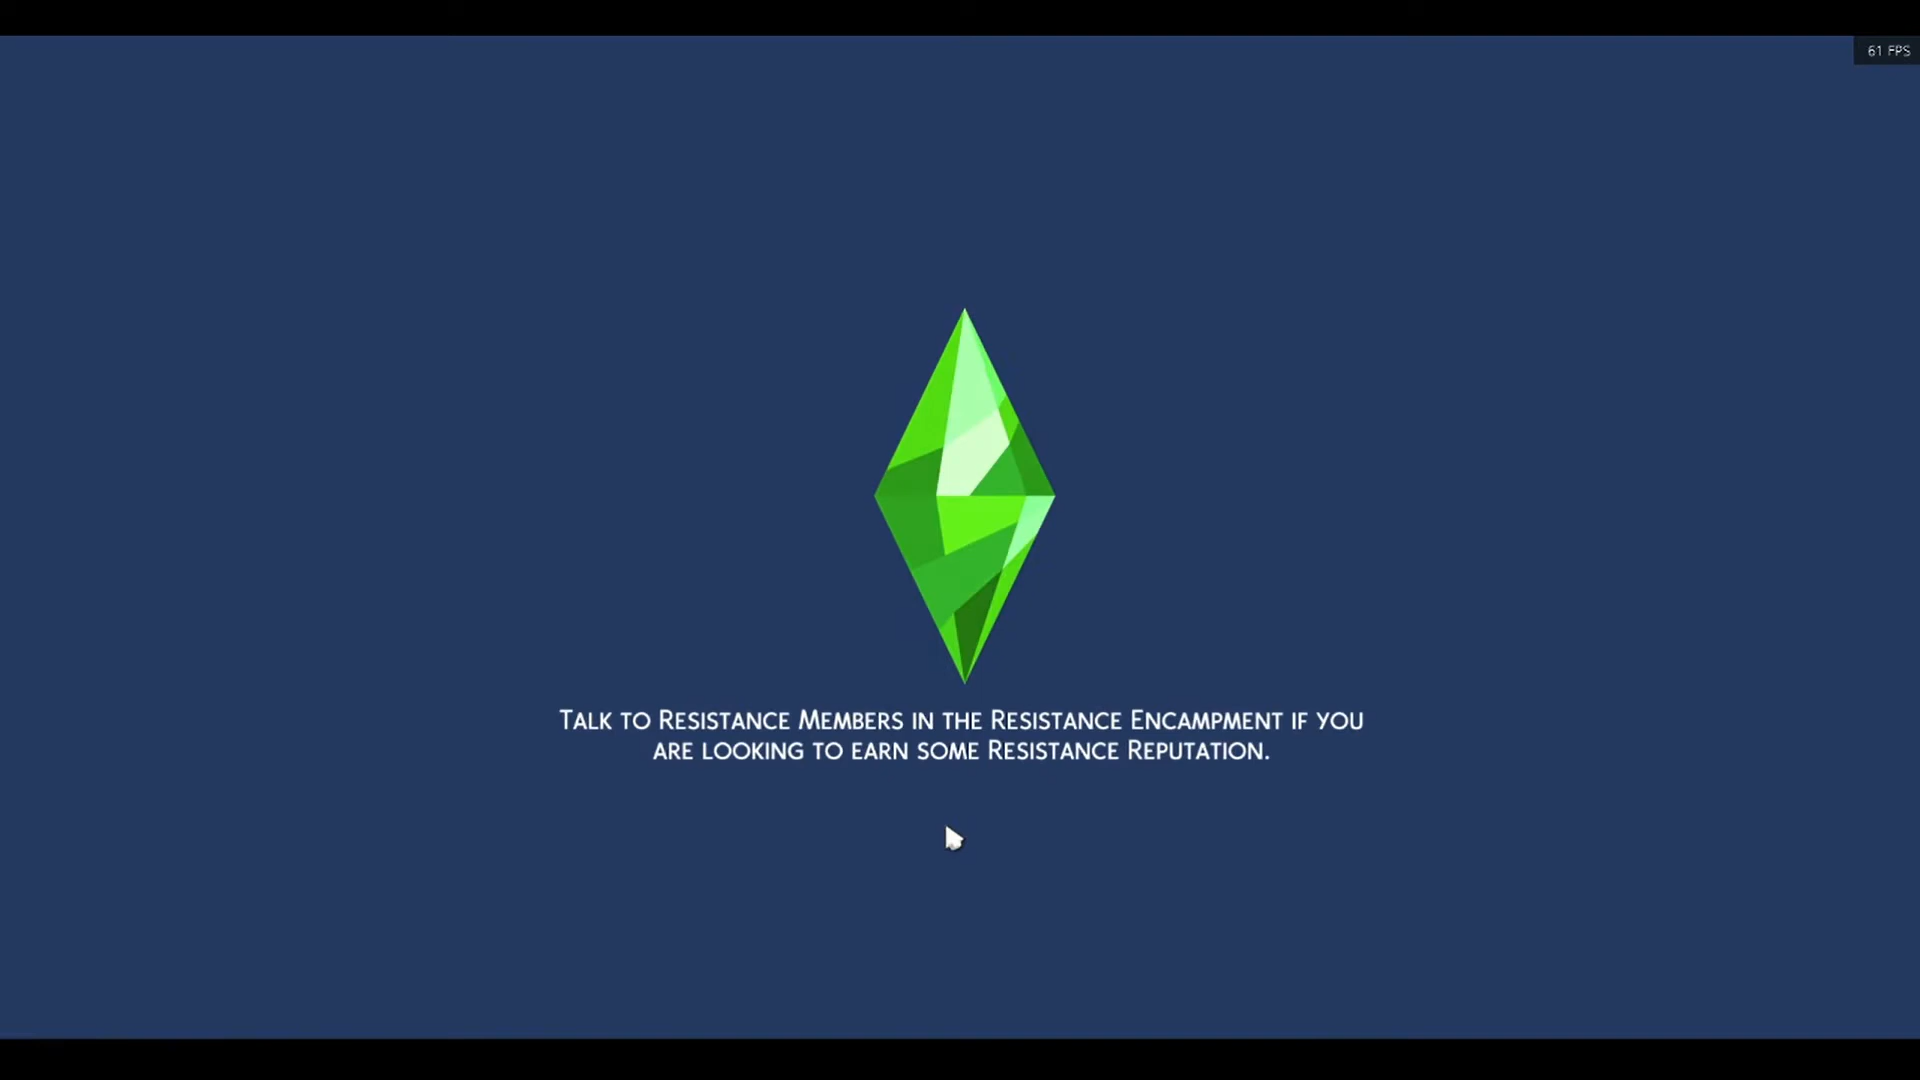 61 FPS
Talk to Resistance Members in the Resistance Encampment if you
are looking to earn some Resistance Reputation.